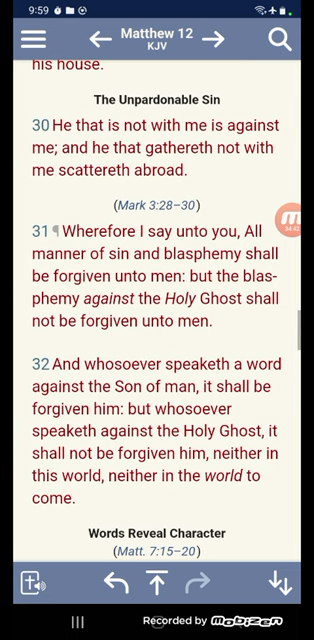 9:59
Matthew 12
KJV
his house.
The Unpardonable Sin
30 He that is not with me is against
me; and he that gathereth not with
me scattereth abroad.
(Mark 3:28–30)
31 ¶ Wherefore I say unto you, All
manner of sin and blasphemy shall
be forgiven unto men: but the blas-
phemy against the Holy Ghost shall
not be forgiven unto men.
32 And whosoever speaketh a word
against the Son of man, it shall be
forgiven him: but whosoever
speaketh against the Holy Ghost, it
shall not be forgiven him, neither in
this world, neither in the world to
come.
Words Reveal Character
(Matt. 7:15–20)
Recorded by mobizen